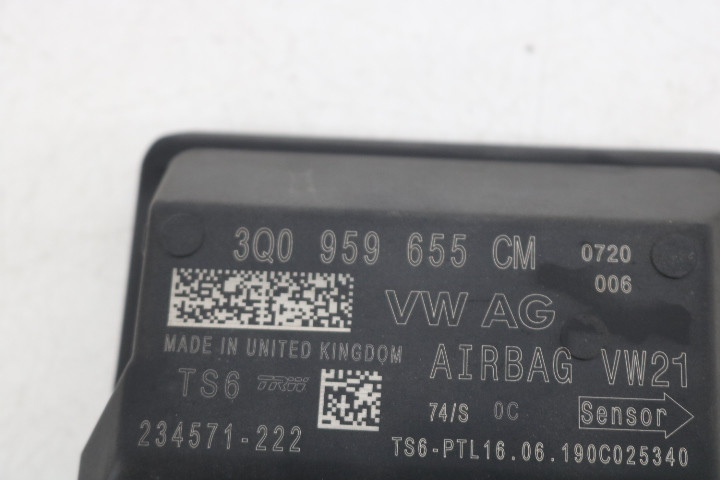 3Q0 959 655 CM 0720
006
VW AG
MADE IN UNITED KINGDOM
AIRBAG VW21
TS6 TRW
74/S 0C Sensor
234571-222
TS6-PTL16.06.190C025340